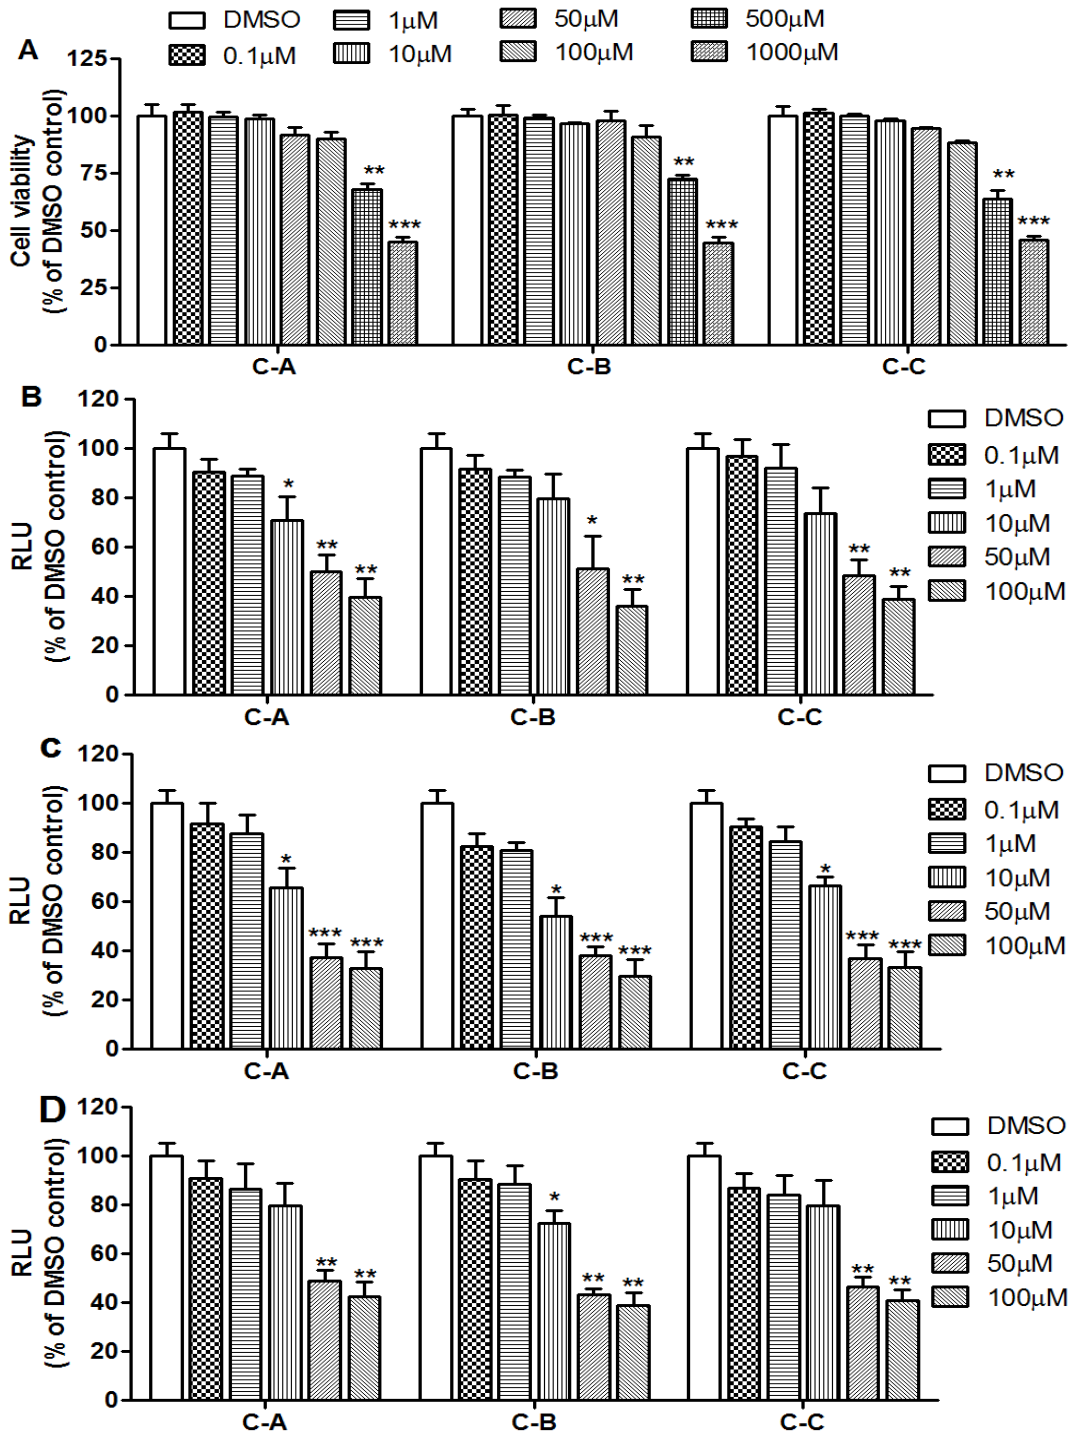 DMSO 1μM 50μM 500μM
A 0.1μM 10μM 100μM 1000μM
125
100
75
50
25
0
Cell viability
(% of DMSO control)
** *** ** *** ** ***
C-A C-B C-C
B
120
100
80
60
40
20
0
RLU
(% of DMSO control)
* ** ** * ** ** **
C-A C-B C-C
DMSO
0.1μM
1μM
10μM
50μM
100μM
c
120
100
80
60
40
20
0
RLU
(% of DMSO control)
* *** *** * *** *** * *** ***
C-A C-B C-C
DMSO
0.1μM
1μM
10μM
50μM
100μM
D
120
100
80
60
40
20
0
RLU
(% of DMSO control)
** ** * ** ** ** **
C-A C-B C-C
DMSO
0.1μM
1μM
10μM
50μM
100μM